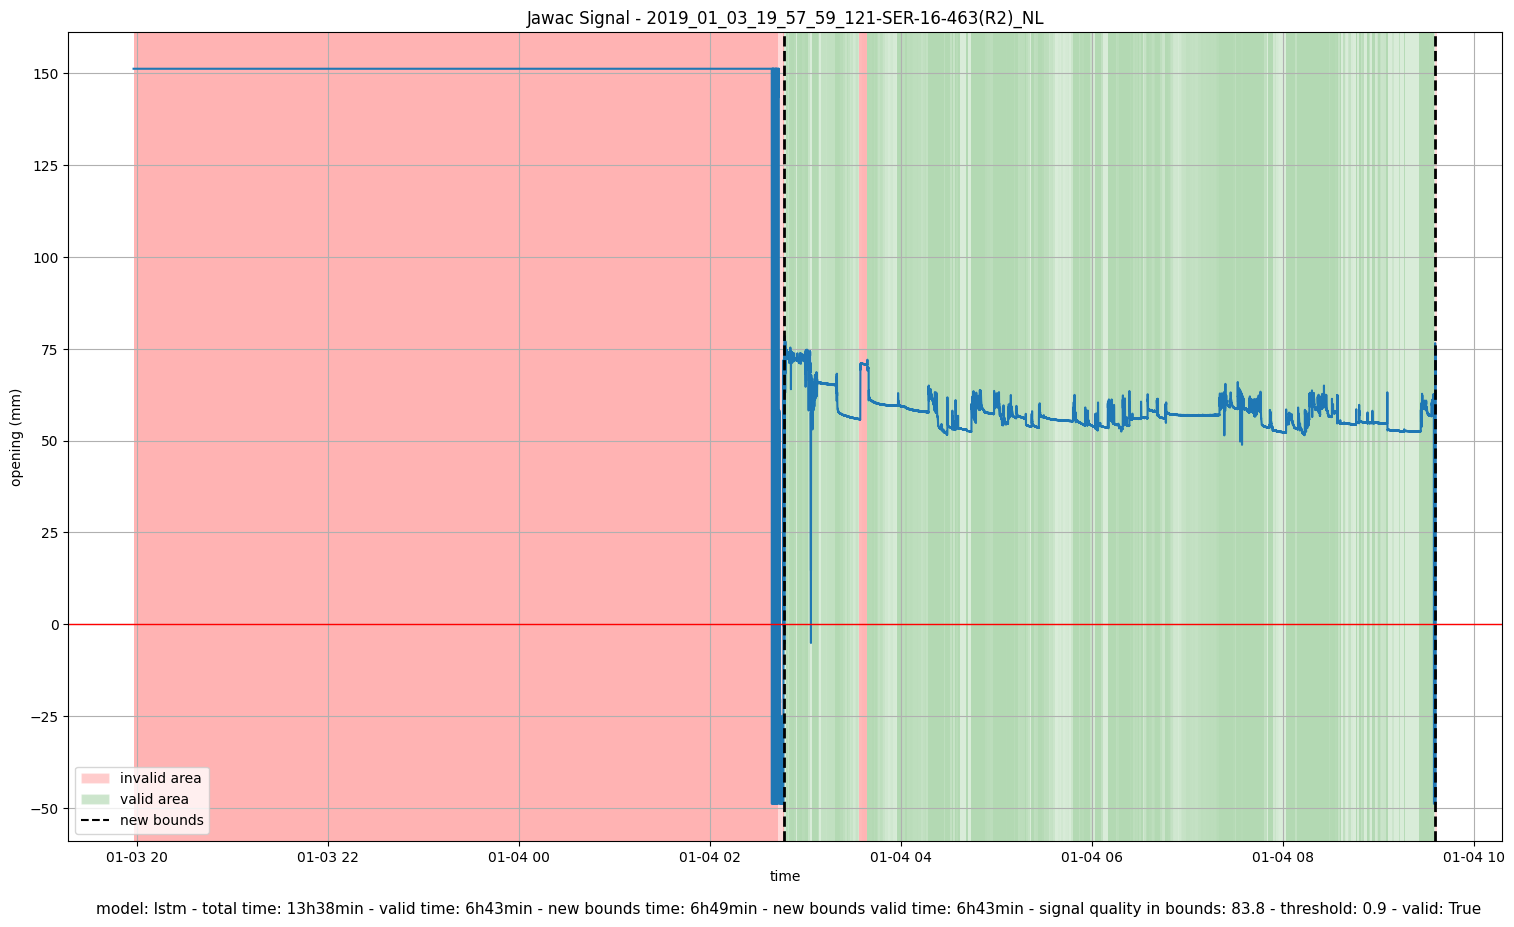 Jawac Signal - 2019_01_03_19_57_59_121-SER-16-463(R2)_NL
150
125
100
75
50
25
0
−25
−50
opening (mm)
invalid area
valid area
new bounds
01-03 20
01-03 22
01-04 00
01-04 02
01-04 04
01-04 06
01-04 08
01-04 10
time
model: lstm - total time: 13h38min - valid time: 6h43min - new bounds time: 6h49min - new bounds valid time: 6h43min - signal quality in bounds: 83.8 - threshold: 0.9 - valid: True